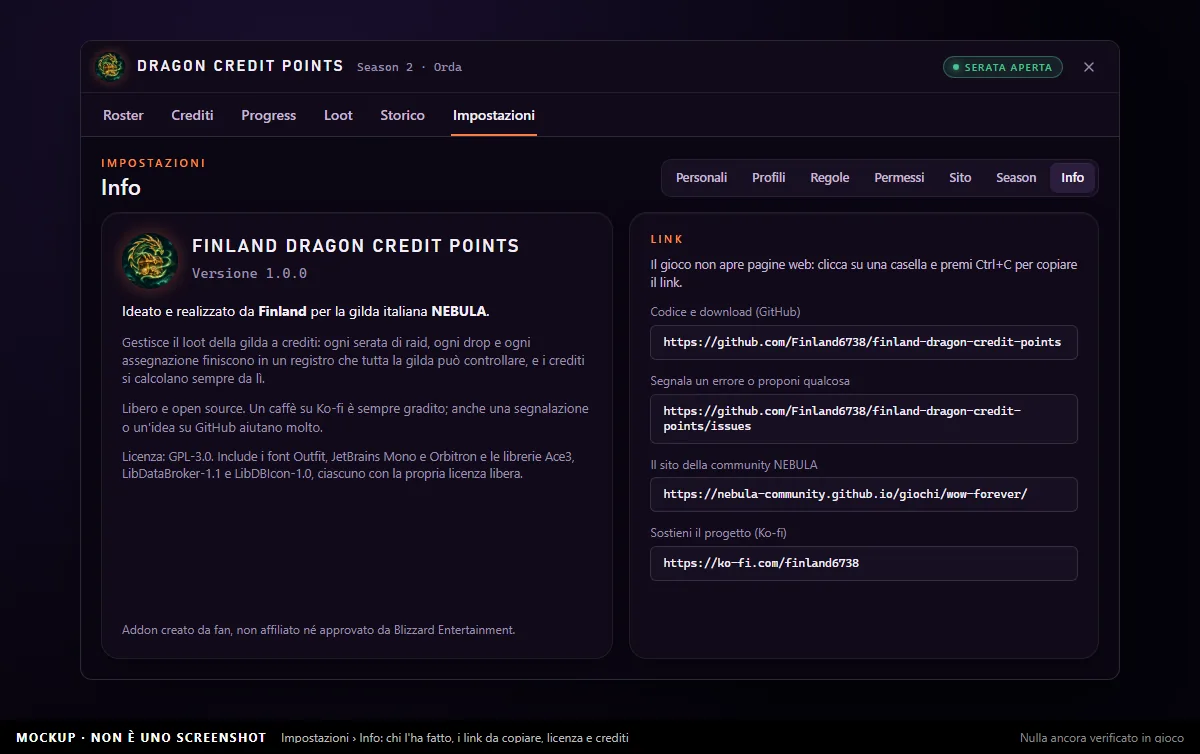 DRAGON CREDIT POINTS Season 2 · Orda
SERATA APERTA
Roster Crediti Progress Loot Storico Impostazioni
IMPOSTAZIONI
Info
Personali Profili Regole Permessi Sito Season Info
FINLAND DRAGON CREDIT POINTS
Versione 1.0.0
Ideato e realizzato da Finland per la gilda italiana NEBULA.
Gestisce il loot della gilda a crediti: ogni serata di raid, ogni drop e ogni
assegnazione finiscono in un registro che tutta la gilda può controllare, e i crediti
si calcolano sempre da lì.
Libero e open source. Un caffè su Ko-fi è sempre gradito; anche una segnalazione
o un'idea su GitHub aiutano molto.
Licenza: GPL-3.0. Include i font Outfit, JetBrains Mono e Orbitron e le librerie Ace3,
LibDataBroker-1.1 e LibDBIcon-1.0, ciascuno con la propria licenza libera.
Addon creato da fan, non affiliato né approvato da Blizzard Entertainment.
LINK
Il gioco non apre pagine web: clicca su una casella e premi Ctrl+C per copiare
il link.
Codice e download (GitHub)
https://github.com/Finland6738/finland-dragon-credit-points
Segnala un errore o proponi qualcosa
https://github.com/Finland6738/finland-dragon-credit-
points/issues
Il sito della community NEBULA
https://nebula-community.github.io/giochi/wow-forever/
Sostieni il progetto (Ko-fi)
https://ko-fi.com/finland6738
MOCKUP · NON È UNO SCREENSHOT Impostazioni › Info: chi l'ha fatto, i link da copiare, licenza e crediti
Nulla ancora verificato in gioco